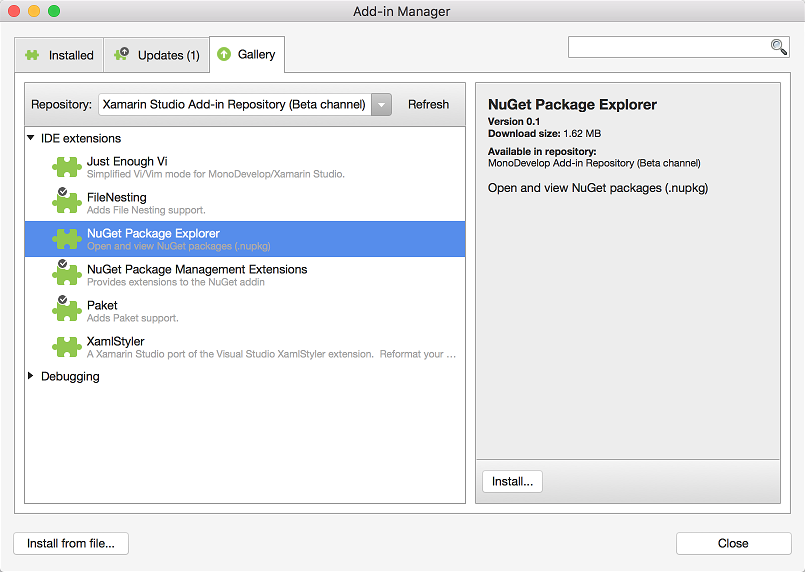 Add-in Manager
Installed
Updates (1)
Gallery
Repository: Xamarin Studio Add-in Repository (Beta channel) Refresh
IDE extensions
Just Enough Vi
Simplified Vi/Vim mode for MonoDevelop/Xamarin Studio.
FileNesting
Adds File Nesting support.
NuGet Package Explorer
Open and view NuGet packages (.nupkg)
NuGet Package Management Extensions
Provides extensions to the NuGet addin
Paket
Adds Paket support.
XamlStyler
A Xamarin Studio port of the Visual Studio XamlStyler extension. Reformat your ...
Debugging
NuGet Package Explorer
Version 0.1
Download size: 1.62 MB
Available in repository:
MonoDevelop Add-in Repository (Beta channel)
Open and view NuGet packages (.nupkg)
Install...
Install from file...
Close